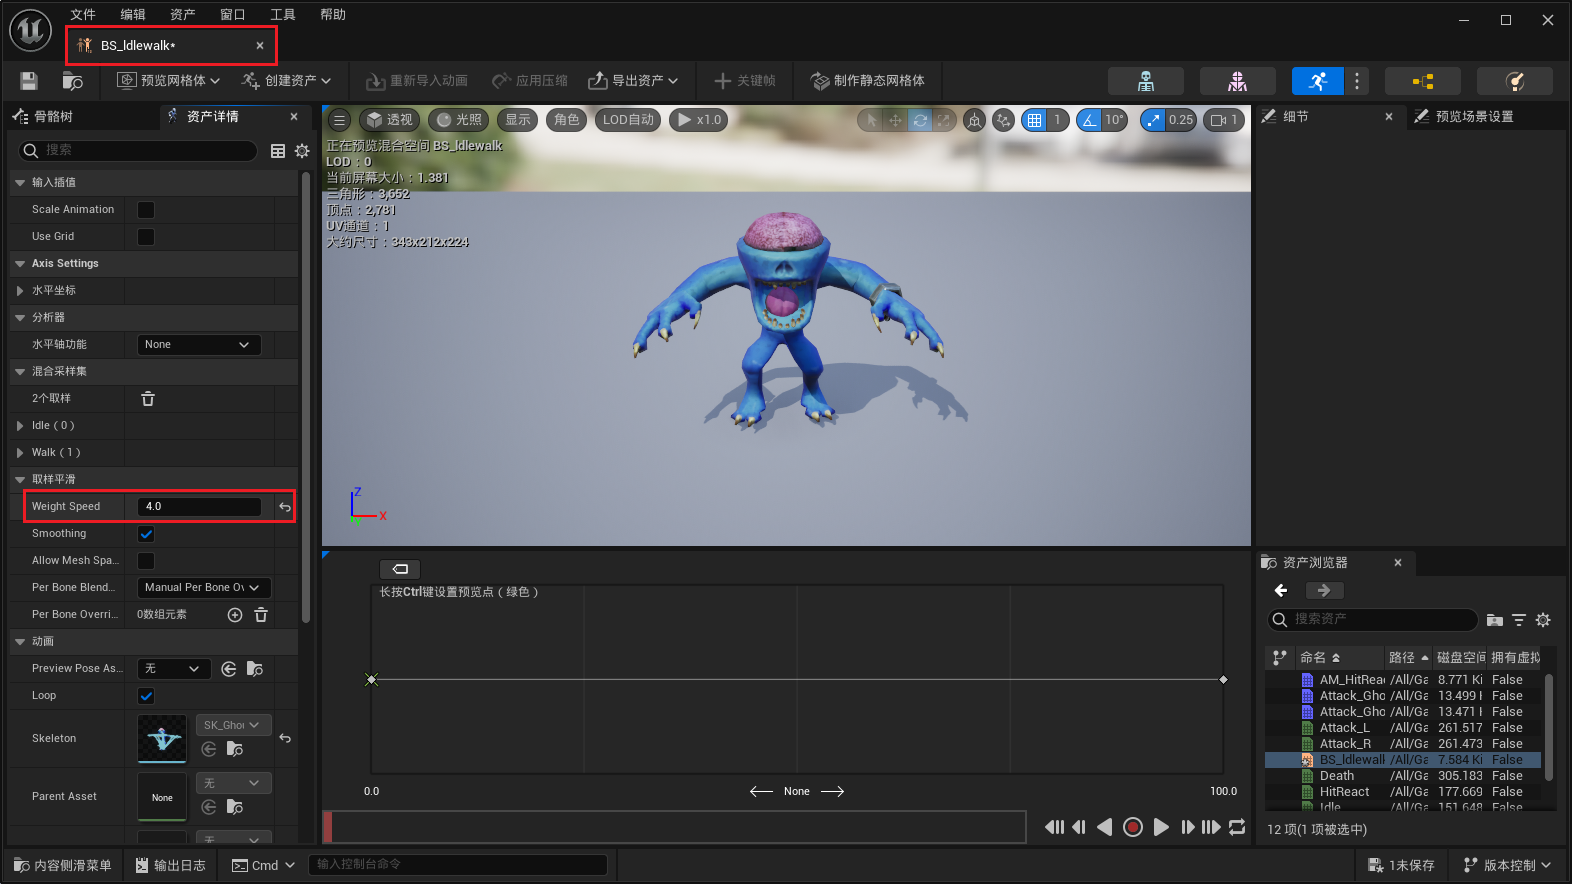 文件 编辑 资产 窗口 工具 帮助
BS_Idlewalk*
预览网格体 创建资产 重新导入动画 应用压缩 导出资产 关键帧 制作静态网格体
骨骼树 资产详情
搜索
输入插值
Scale Animation
Use Grid
Axis Settings
水平坐标
分析器
水平轴功能 None
混合采样集
2个取样
Idle ( 0 )
Walk ( 1 )
取样平滑
Weight Speed 4.0
Smoothing
Allow Mesh Spa...
Per Bone Blend... Manual Per Bone Ov
Per Bone Overri... 0数组元素
动画
Preview Pose As... 无
Loop
Skeleton SK_Gho
Parent Asset None 无
无
透视 光照 显示 角色 LOD自动 x1.0 1 10° 0.25 1
正在预览混合空间 BS_Idlewalk
LOD：0
当前屏幕大小：1.381
三角形：3,652
顶点：2,781
UV通道：1
大约尺寸：343x212x224
Z
X
Y
长按Ctrl键设置预览点（绿色）
0.0 None 100.0
细节 预览场景设置
资产浏览器
搜索资产
命名 路径 磁盘空间 拥有虚拟
AM_HitReac /All/Ga 8.771 Ki False
Attack_Gho /All/Ga 13.499 False
Attack_Gho /All/Ga 13.471 False
Attack_L /All/Ga 261.517 False
Attack_R /All/Ga 261.473 False
BS_Idlewalk /All/Ga 7.584 Ki False
Death /All/Ga 305.183 False
HitReact /All/Ga 177.669 False
Idle /All/Ga 151.648 False
12 项(1 项被选中)
内容侧滑菜单 输出日志 Cmd 输入控制台命令 1未保存 版本控制